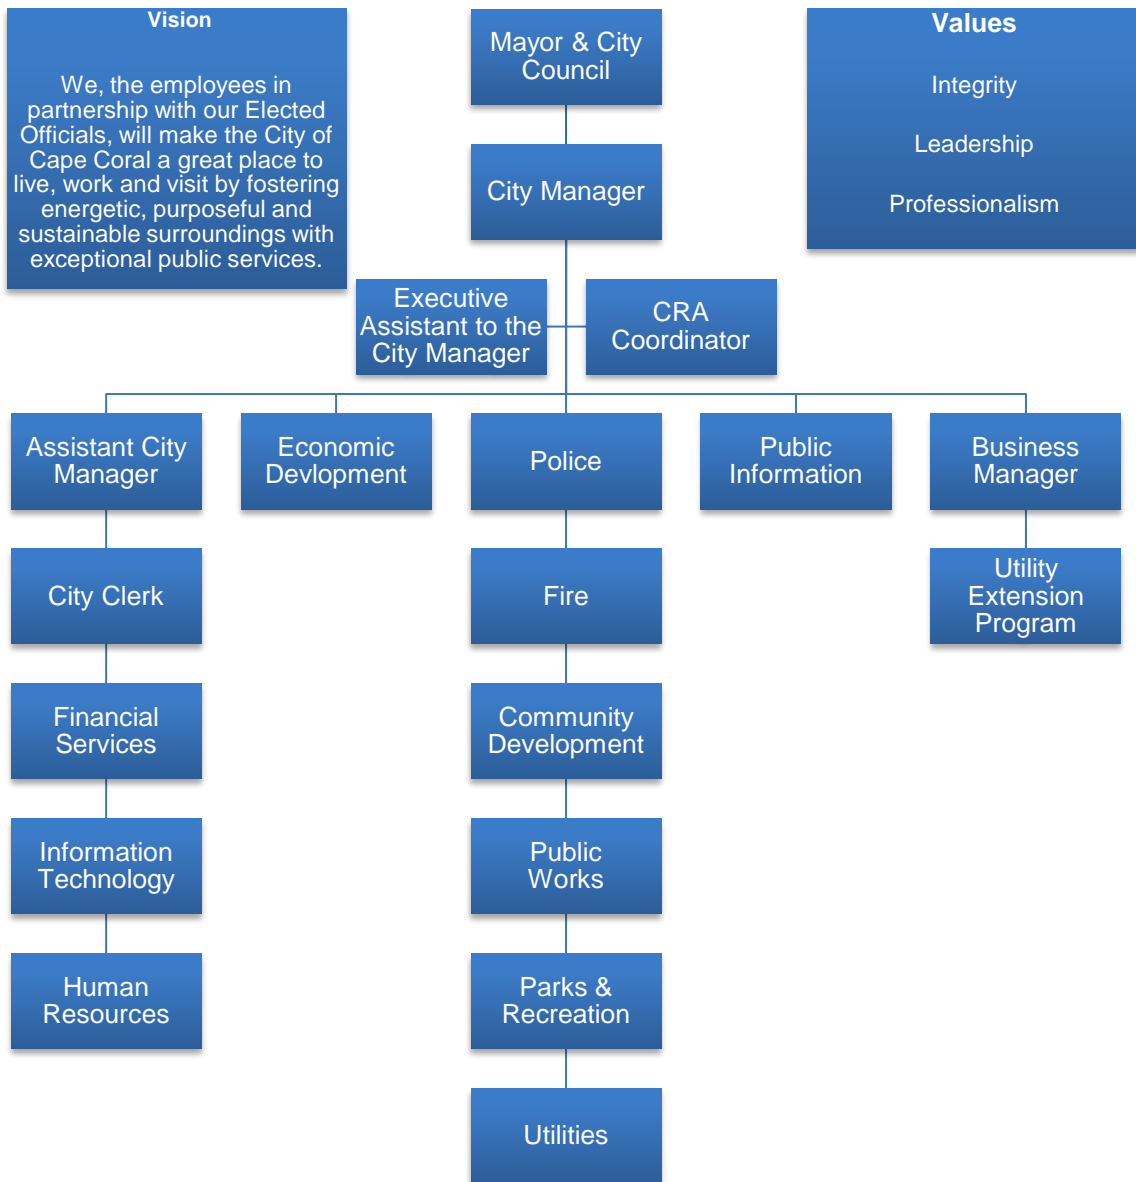 Vision
We, the employees in
partnership with our Elected
Officials, will make the City of
Cape Coral a great place to
live, work and visit by fostering
energetic, purposeful and
sustainable surroundings with
exceptional public services.
Mayor & City
Council
Values
Integrity
Leadership
Professionalism
City Manager
Executive
Assistant to the
City Manager
CRA
Coordinator
Assistant City
Manager
Economic
Devlopment
Police
Public
Information
Business
Manager
City Clerk
Fire
Utility
Extension
Program
Financial
Services
Community
Development
Information
Technology
Public
Works
Human
Resources
Parks &
Recreation
Utilities